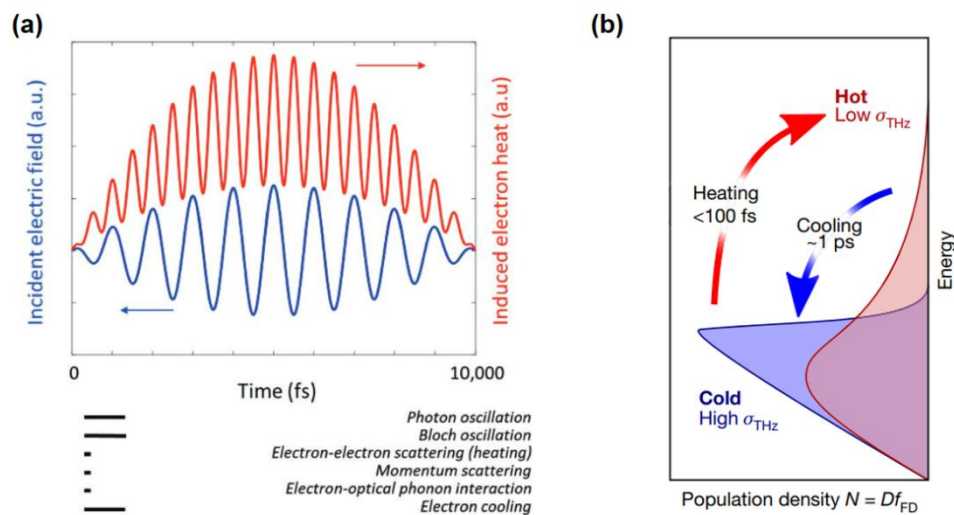 (a)
Incident electric field (a.u.)
Induced electron heat (a.u)
0
10,000
Time (fs)
Photon oscillation
Bloch oscillation
Electron-electron scattering (heating)
Momentum scattering
Electron-optical phonon interaction
Electron cooling
(b)
Hot
Low σTHz
Heating
<100 fs
Cooling
~1 ps
Energy
Cold
High σTHz
Population density N = DfFD